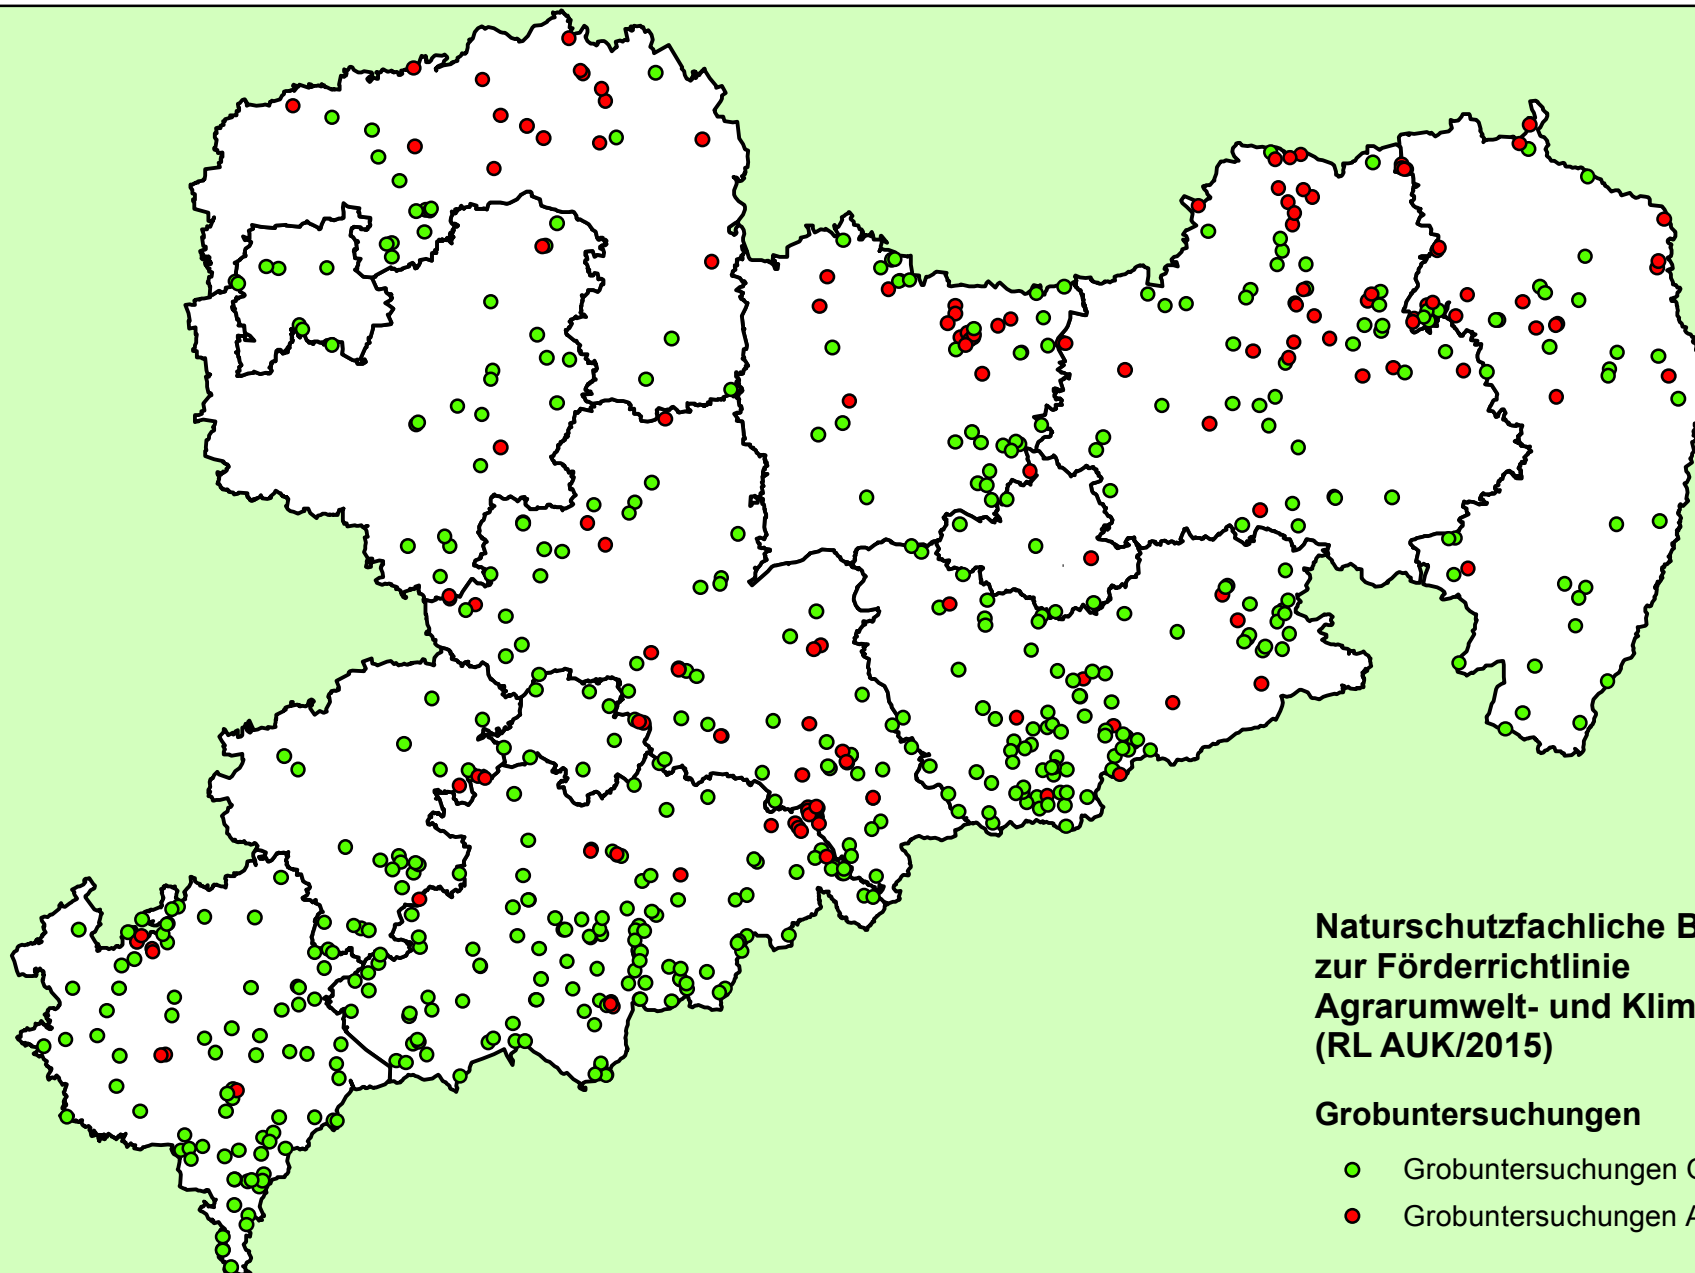 Naturschutzfachliche B
zur Förderrichtlinie
Agrarumwelt- und Klim
(RL AUK/2015)
Grobuntersuchungen
Grobuntersuchungen G
Grobuntersuchungen A